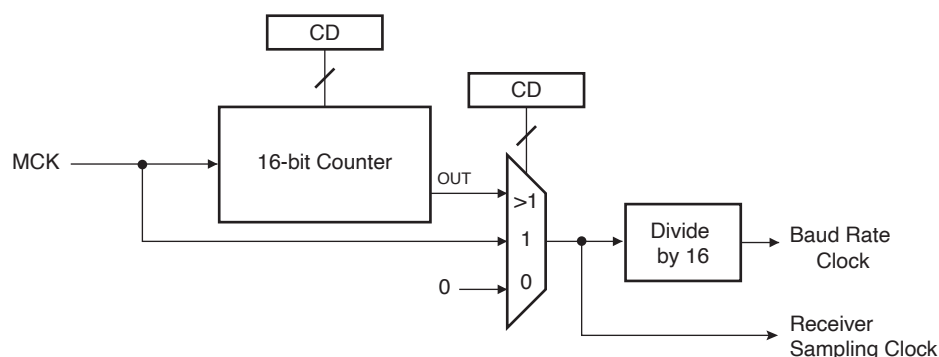 CD
CD
MCK
16-bit Counter
OUT
>1
1
0
0
Divide
by 16
Baud Rate
Clock
Receiver
Sampling Clock